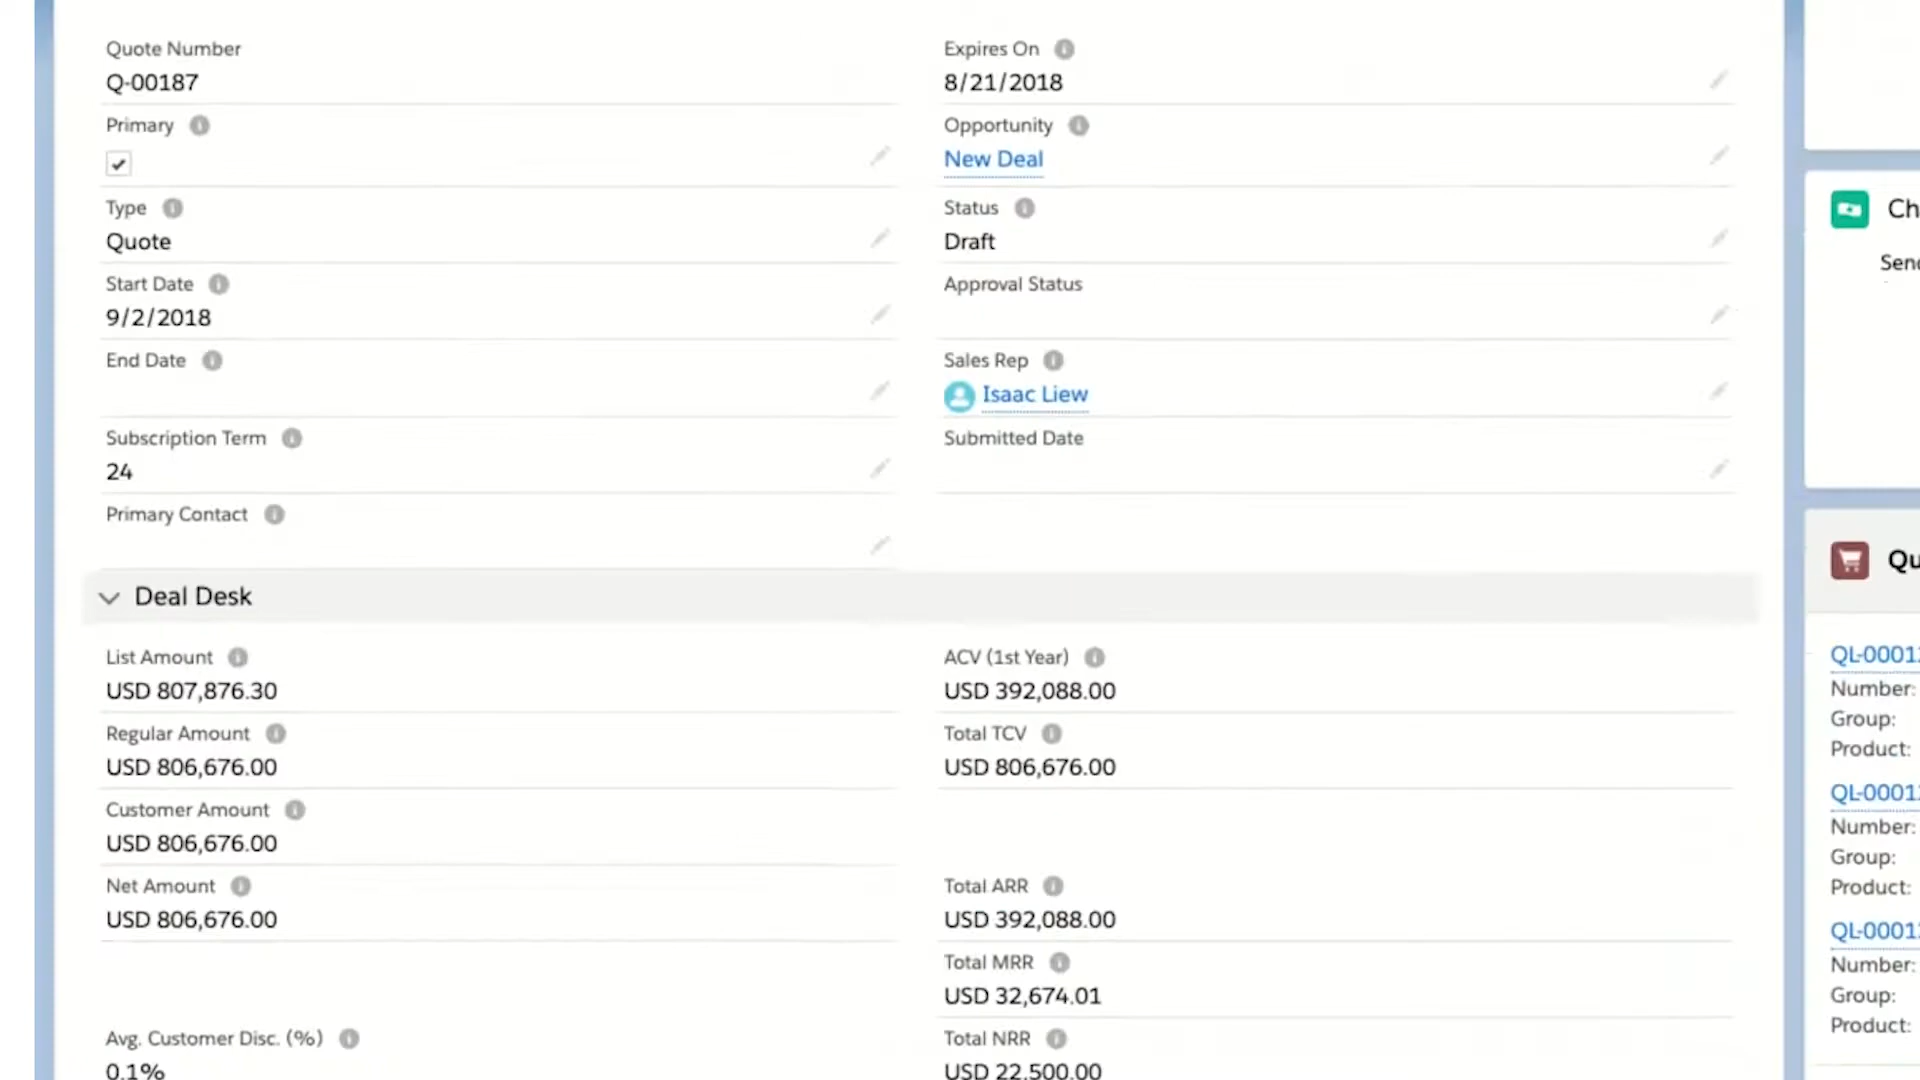 Quote Number
Q-00187
Expires On
8/21/2018
Primary
Opportunity
New Deal
Type
Quote
Status
Draft
Start Date
9/2/2018
Approval Status
End Date
Sales Rep
Isaac Liew
Subscription Term
24
Submitted Date
Primary Contact
Deal Desk
List Amount
USD 807,876.30
ACV (1st Year)
USD 392,088.00
Regular Amount
USD 806,676.00
Total TCV
USD 806,676.00
Customer Amount
USD 806,676.00
Net Amount
USD 806,676.00
Total ARR
USD 392,088.00
Total MRR
USD 32,674.01
Avg. Customer Disc. (%)
0.1%
Total NRR
USD 22,500.00
Number:
Group:
Product:
Number:
Group:
Product:
Number:
Group:
Product: